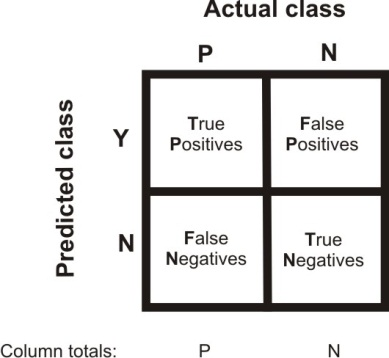 Actual class
P N
Predicted class
Y
True
Positives
False
Positives
N
False
Negatives
True
Negatives
Column totals: P N